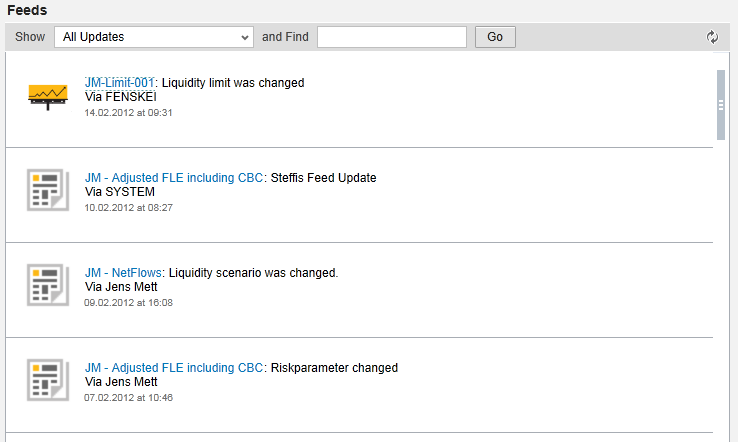 Feeds
Show All Updates and Find Go
JM-Limit-001: Liquidity limit was changed
Via FENSKEI
14.02.2012 at 09:31
JM - Adjusted FLE including CBC: Steffis Feed Update
Via SYSTEM
10.02.2012 at 08:27
JM - NetFlows: Liquidity scenario was changed.
Via Jens Mett
09.02.2012 at 16:08
JM - Adjusted FLE including CBC: Riskparameter changed
Via Jens Mett
07.02.2012 at 10:46